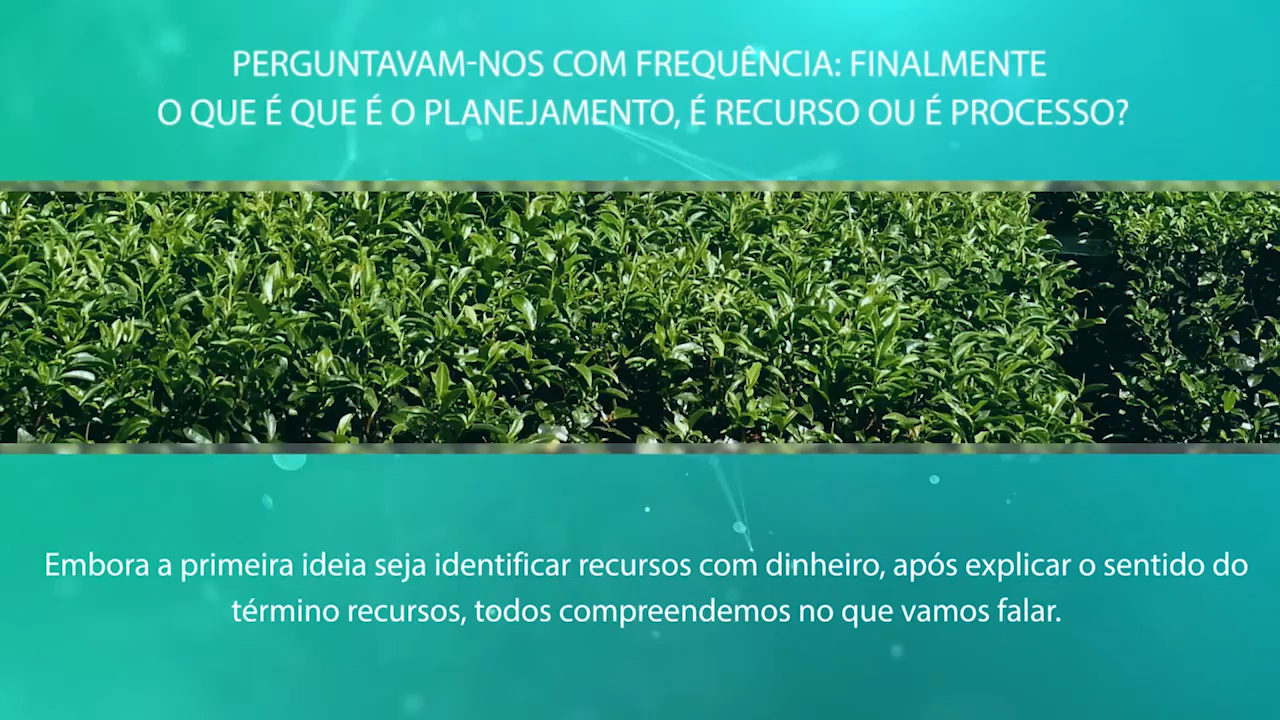 PERGUNTAVAM-NOS COM FREQUÊNCIA: FINALMENTE
O QUE É QUE É O PLANEJAMENTO, É RECURSO OU É PROCESSO?
Embora a primeira ideia seja identificar recursos com dinheiro, após explicar o sentido do
término recursos, todos compreendemos no que vamos falar.